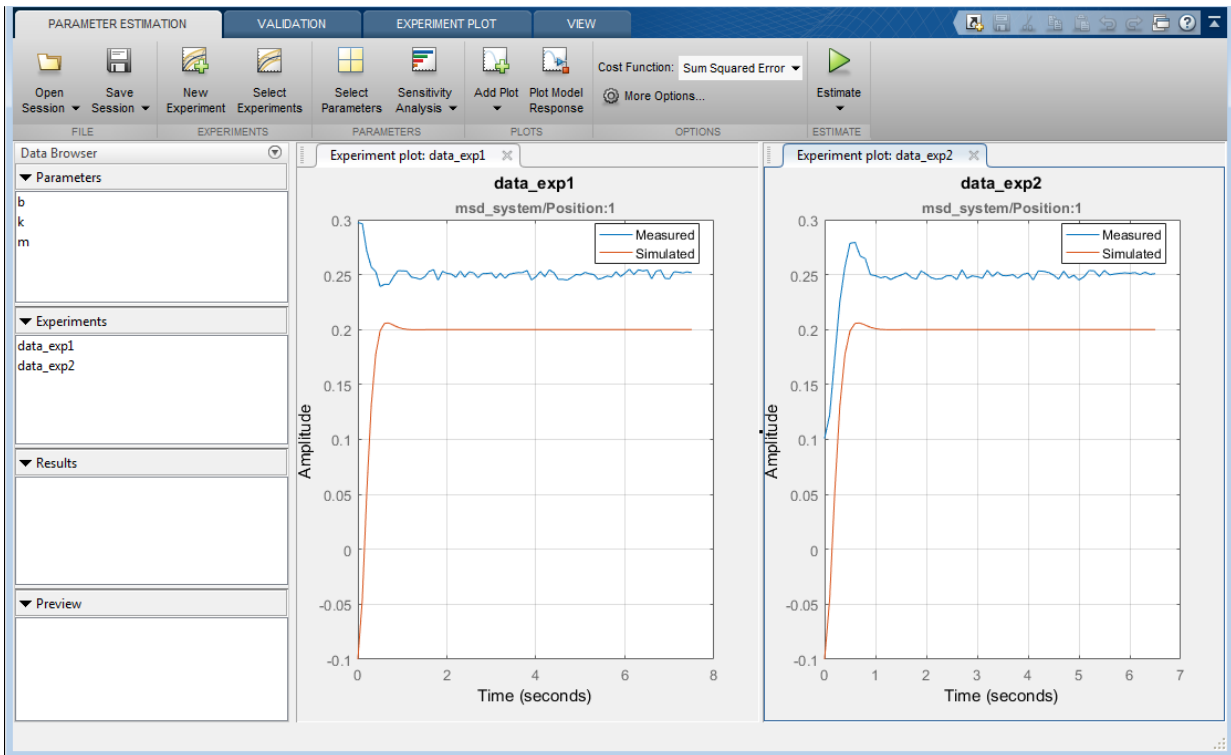 PARAMETER ESTIMATION VALIDATION EXPERIMENT PLOT VIEW
Open Session Save Session New Experiment Select Experiments Select Parameters Sensitivity Analysis Add Plot Plot Model Response Cost Function: Sum Squared Error Estimate
More Options...
FILE EXPERIMENTS PARAMETERS PLOTS OPTIONS ESTIMATE
Data Browser
Parameters
b
k
m
Experiments
data_exp1
data_exp2
Results
Preview
Experiment plot: data_exp1
data_exp1
msd_system/Position:1
Measured
Simulated
0.3
0.25
0.2
0.15
0.1
0.05
0
-0.05
-0.1
Amplitude
0 2 4 6 8
Time (seconds)
Experiment plot: data_exp2
data_exp2
msd_system/Position:1
Measured
Simulated
0.3
0.25
0.2
0.15
0.1
0.05
0
-0.05
-0.1
Amplitude
0 1 2 3 4 5 6 7
Time (seconds)